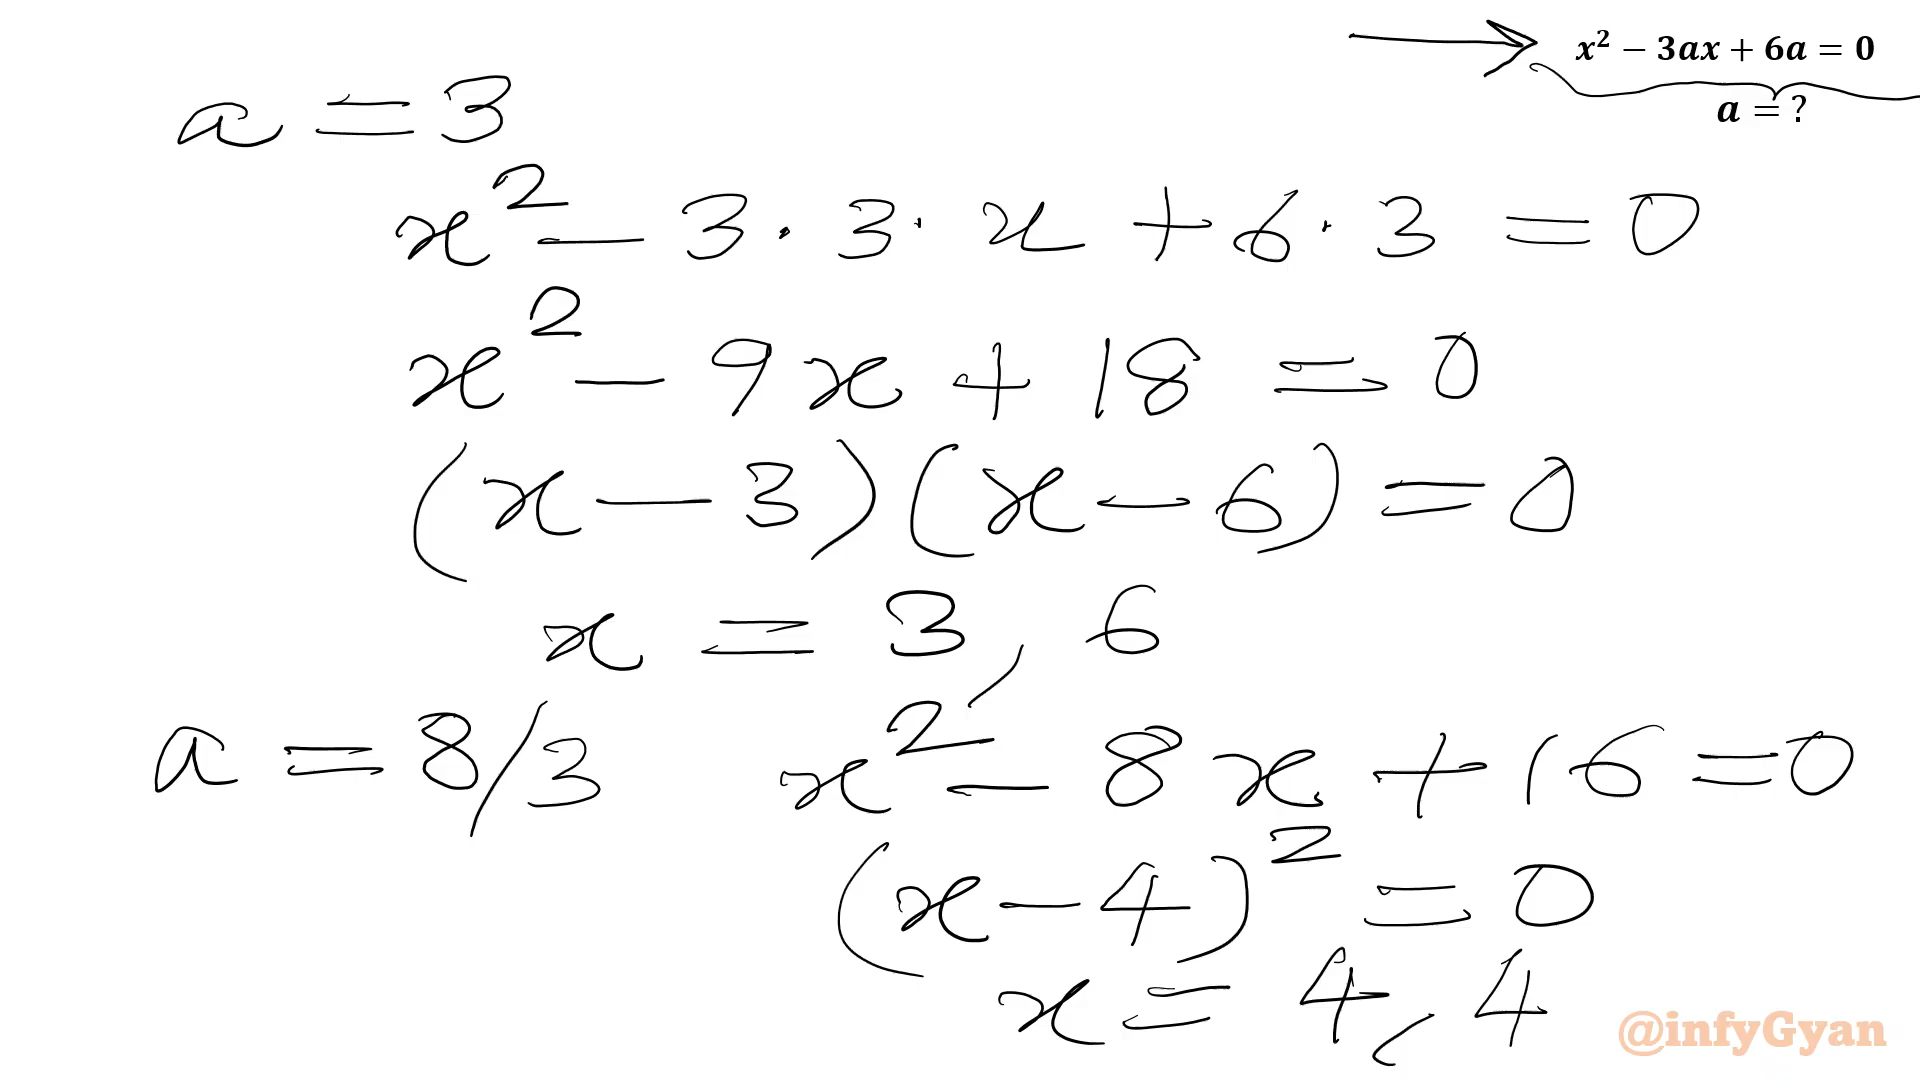 x² − 3ax + 6a = 0
a = ?
a = 3
x² − 3 · 3 · x + 6 · 3 = 0
x² − 9x + 18 = 0
(x − 3)(x − 6) = 0
x = 3, 6
a = 8/3 x² − 8x + 16 = 0
(x − 4)² = 0
x = 4, 4
@infyGyan